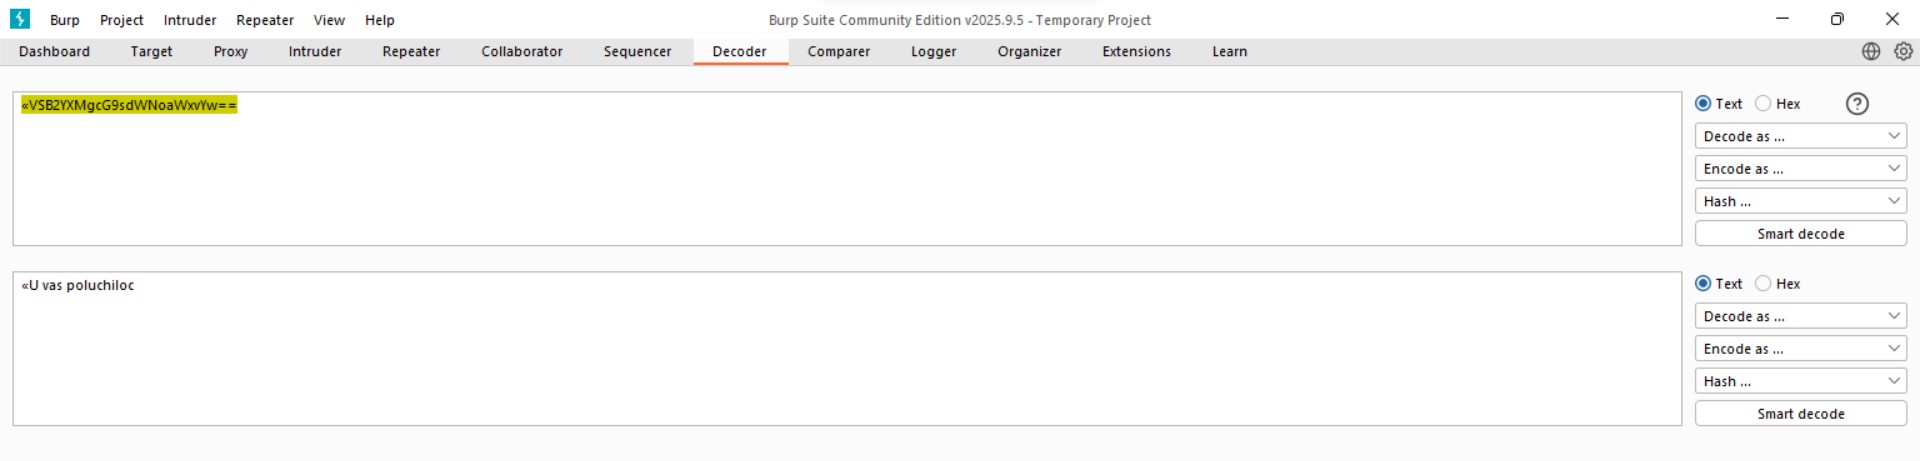 Burp Project Intruder Repeater View Help Burp Suite Community Edition v2025.9.5 - Temporary Project
Dashboard Target Proxy Intruder Repeater Collaborator Sequencer Decoder Comparer Logger Organizer Extensions Learn
«VSB2YXMgcG9sdWNoaWxvYw==
Text Hex ?
Decode as ...
Encode as ...
Hash ...
Smart decode
«U vas poluchiloc
Text Hex
Decode as ...
Encode as ...
Hash ...
Smart decode